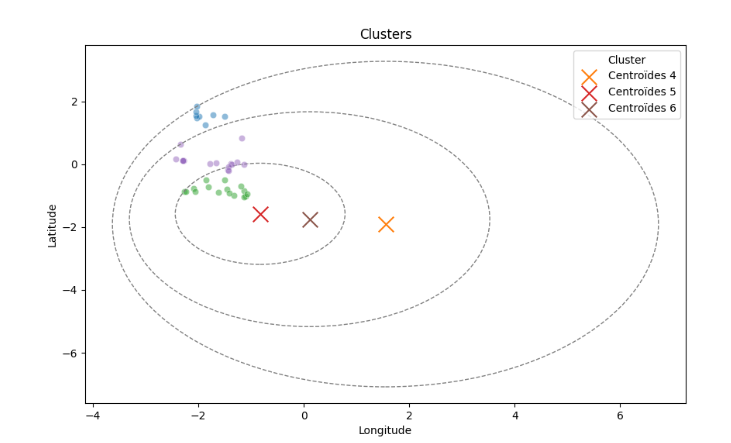 Clusters
Cluster
Centroïdes 4
Centroïdes 5
Centroïdes 6
Latitude
2
0
−2
−4
−6
−4
−2
0
2
4
6
Longitude